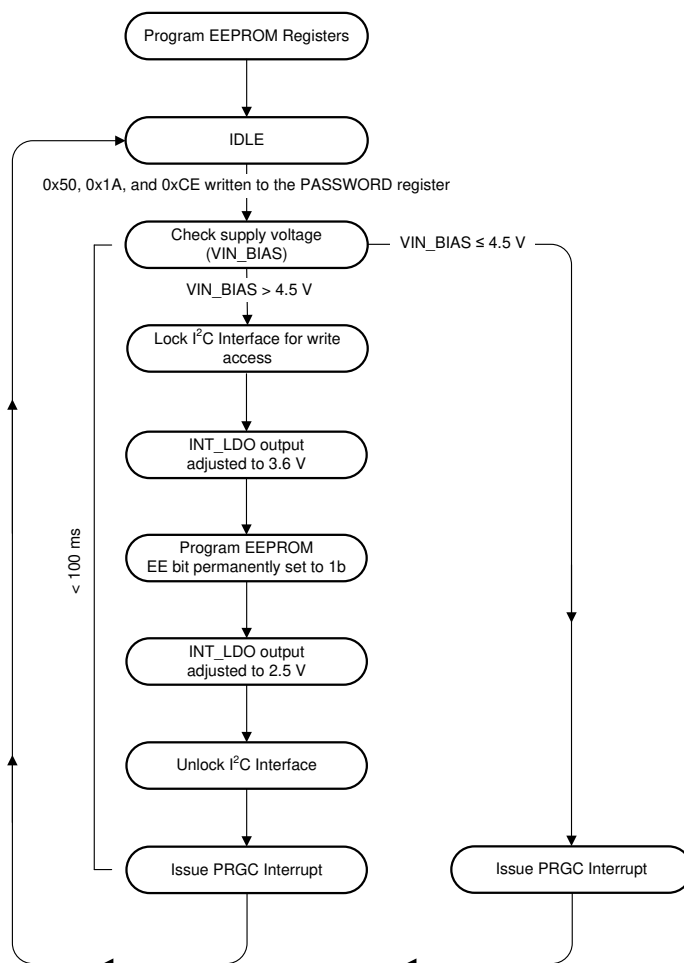 Program EEPROM Registers
IDLE
0x50, 0x1A, and 0xCE written to the PASSWORD register
Check supply voltage
(VIN_BIAS)
VIN_BIAS ≤ 4.5 V
VIN_BIAS > 4.5 V
Lock I²C Interface for write
access
INT_LDO output
adjusted to 3.6 V
< 100 ms
Program EEPROM
EE bit permanently set to 1b
INT_LDO output
adjusted to 2.5 V
Unlock I²C Interface
Issue PRGC Interrupt
Issue PRGC Interrupt